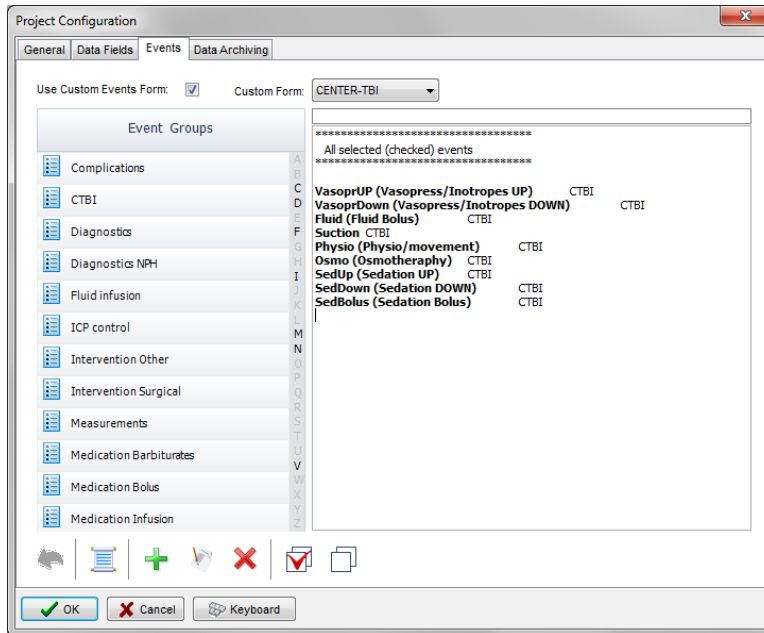 Project Configuration
General Data Fields Events Data Archiving
Use Custom Events Form: Custom Form: CENTER-TBI
Event Groups
Complications
CTBI
Diagnostics
Diagnostics NPH
Fluid infusion
ICP control
Intervention Other
Intervention Surgical
Measurements
Medication Barbiturates
Medication Bolus
Medication Infusion
A
B
C
D
E
F
G
H
I
J
K
L
M
N
O
P
Q
R
S
T
U
V
W
X
Y
Z
*********************************
All selected (checked) events
*********************************
VasoprUP (Vasopress/Inotropes UP) CTBI
VasoprDown (Vasopress/Inotropes DOWN) CTBI
Fluid (Fluid Bolus) CTBI
Suction CTBI
Physio (Physio/movement) CTBI
Osmo (Osmotheraphy) CTBI
SedUp (Sedation UP) CTBI
SedDown (Sedation DOWN) CTBI
SedBolus (Sedation Bolus) CTBI
OK Cancel Keyboard